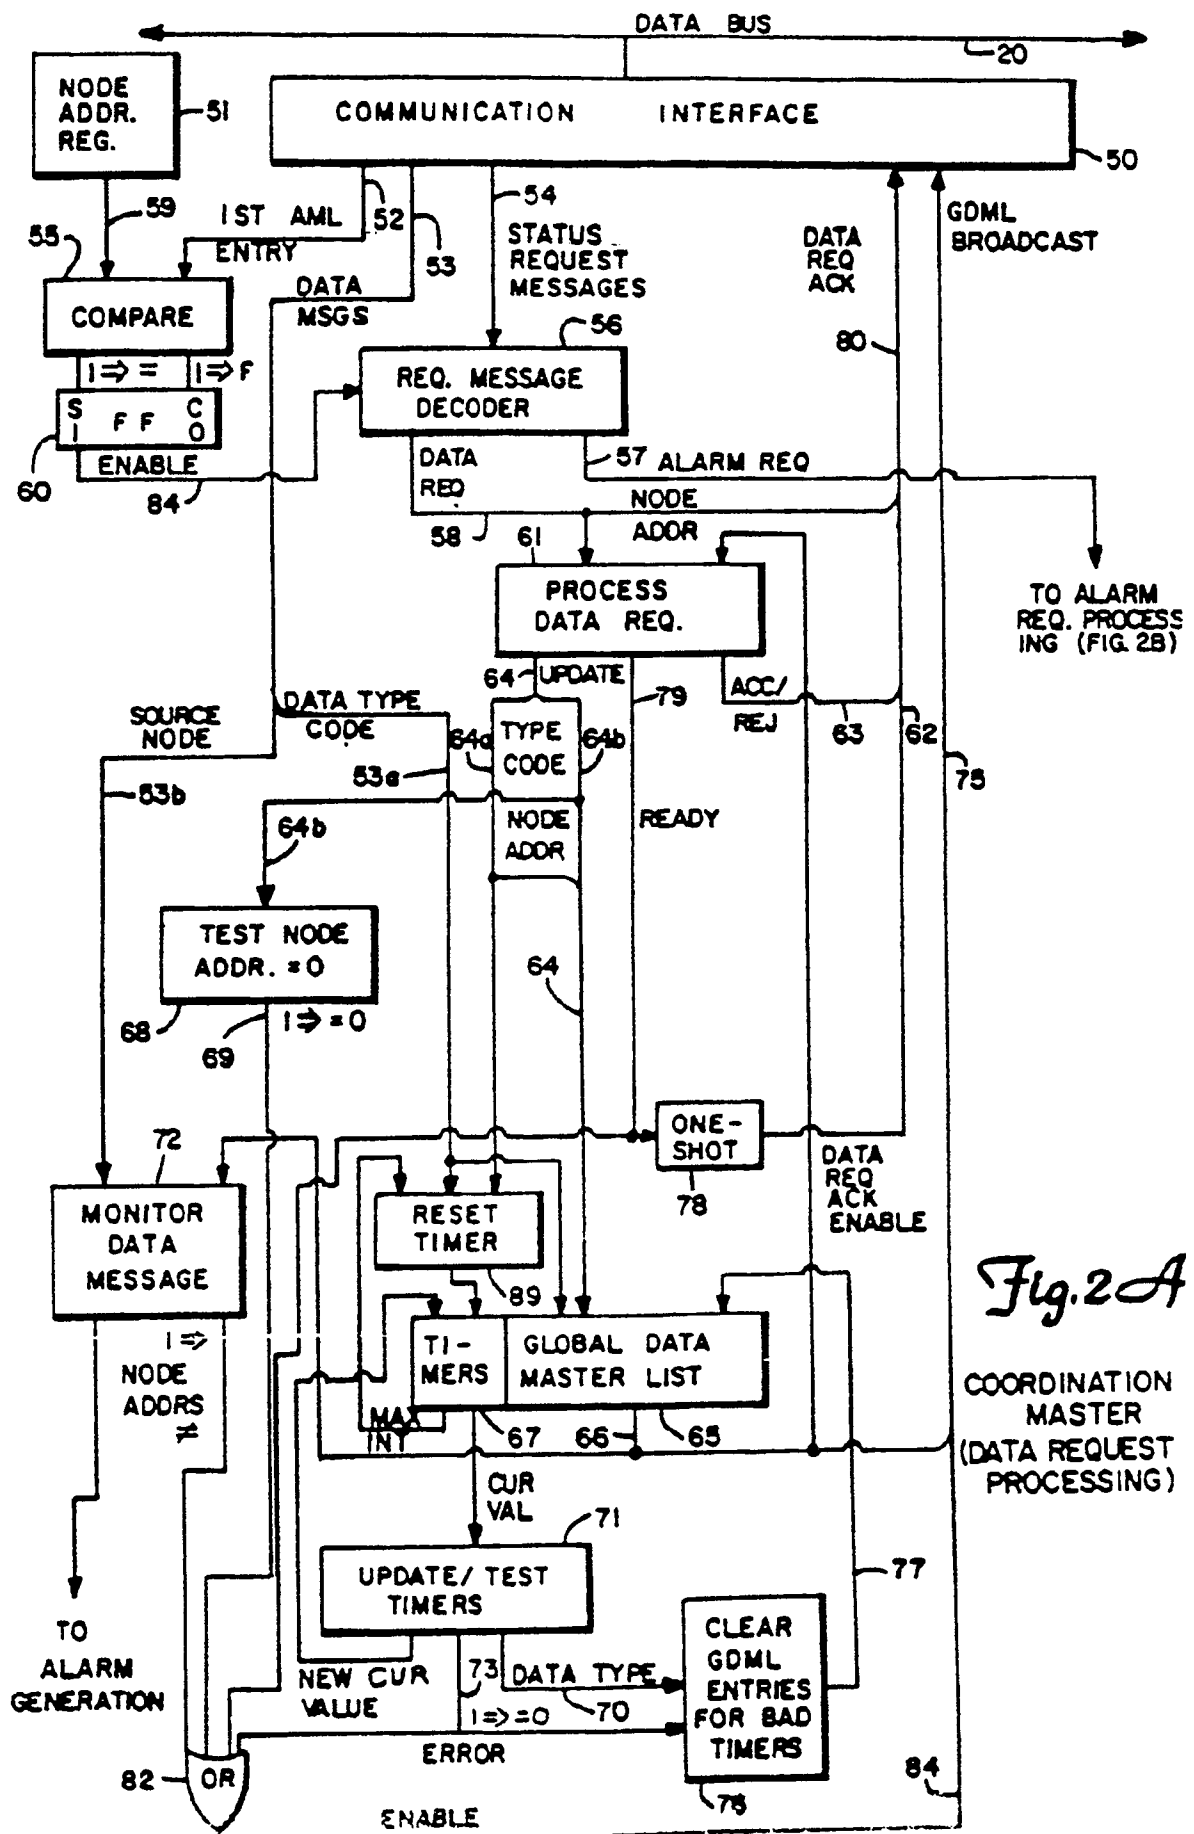 DATA BUS
20
NODE
ADDR.
REG.
51
COMMUNICATION INTERFACE
50
59
1ST AML
ENTRY
52
53
54
STATUS
REQUEST
MESSAGES
DATA
REQ
ACK
GDML
BROADCAST
55
COMPARE
DATA
MSGS
56
80
1⇒ =
1⇒ F
REQ. MESSAGE
DECODER
S
1
F F
C
0
60
ENABLE
84
DATA
REQ
57
ALARM REQ
NODE
ADDR
58
61
PROCESS
DATA REQ.
TO ALARM
REQ. PROCESS
ING (FIG. 2B)
64
UPDATE
79
ACC/
REJ
63
62
75
SOURCE
NODE
DATA TYPE
CODE
64a
TYPE
CODE
64b
53a
53b
64b
NODE
ADDR
READY
TEST NODE
ADDR. = 0
64
68
69
1⇒ = 0
72
ONE-
SHOT
78
DATA
REQ
ACK
ENABLE
MONITOR
DATA
MESSAGE
RESET
TIMER
89
Fig. 2A
1⇒
NODE
ADDRS
≠
TI-
MERS
GLOBAL DATA
MASTER LIST
MAX
INT
67
66
65
COORDINATION
MASTER
(DATA REQUEST
PROCESSING)
CUR
VAL
71
77
UPDATE/TEST
TIMERS
TO
ALARM
GENERATION
NEW CUR
VALUE
73
DATA TYPE
70
1⇒ = 0
ERROR
CLEAR
GDML
ENTRIES
FOR BAD
TIMERS
76
82
OR
84
ENABLE